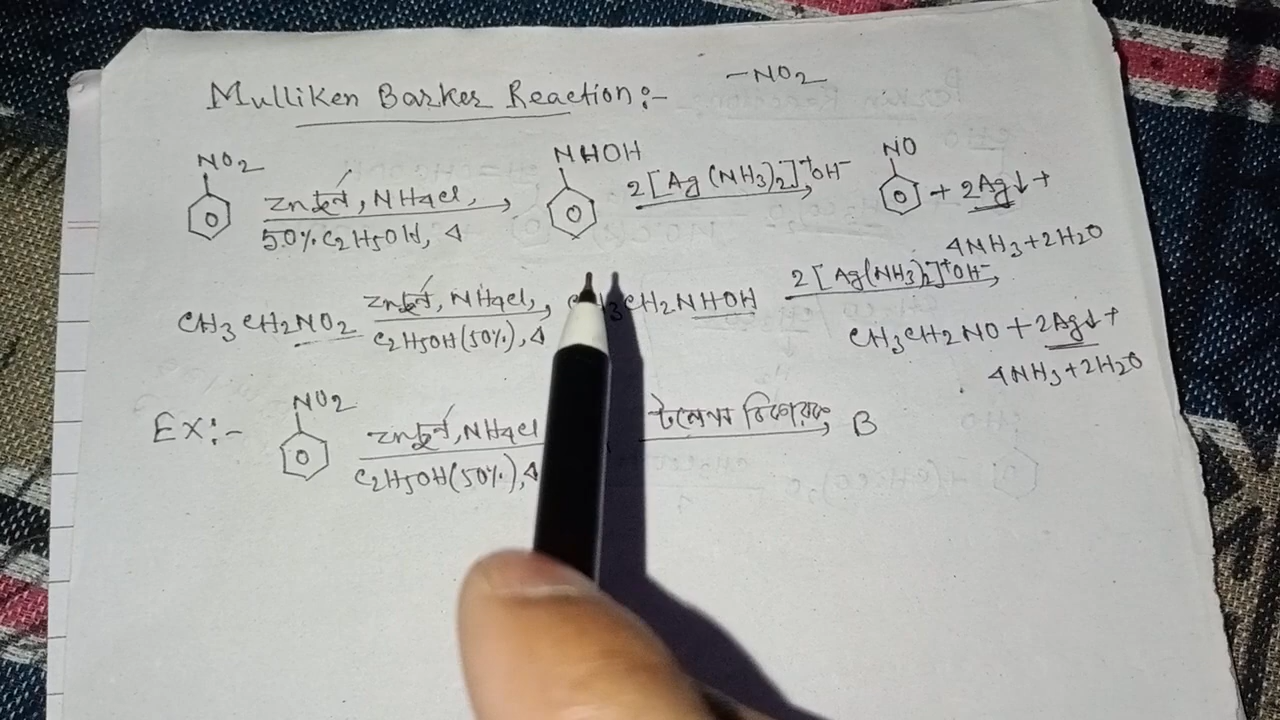 Mulliken Barker Reaction :- -NO2
NO2 NHOH NO
Zn চূর্ণ, NH4Cl, 2[Ag(NH3)2]+OH- + 2Ag↓ +
50% C2H5OH, Δ 4NH3+2H2O
CH3CH2NO2 Zn চূর্ণ, NH4Cl, CH3CH2NHOH 2[Ag(NH3)2]+OH-
C2H5OH(50%), Δ CH3CH2NO + 2Ag↓ +
4NH3+2H2O
Ex:- NO2 Zn চূর্ণ, NH4Cl টলেন্স বিকারক, B
C2H5OH(50%), Δ